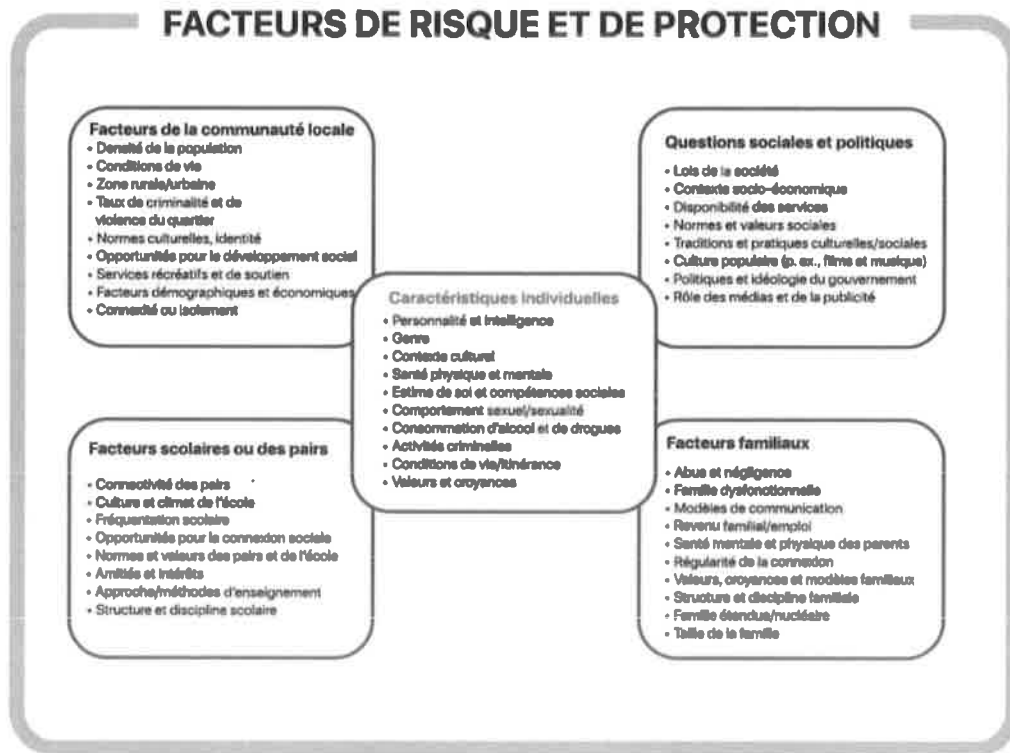 FACTEURS DE RISQUE ET DE PROTECTION
Facteurs de la communauté locale
• Densité de la population
• Conditions de vie
• Zone rurale/urbaine
• Taux de criminalité et de
violence du quartier
• Normes culturelles, identité
• Opportunités pour le développement social
• Services récréatifs et de soutien
• Facteurs démographiques et économiques
• Connexité ou isolement
Questions sociales et politiques
• Lois de la société
• Contexte socio-économique
• Disponibilité des services
• Normes et valeurs sociales
• Traditions et pratiques culturelles/sociales
• Culture populaire (p. ex., films et musique)
• Politiques et idéologie du gouvernement
• Rôle des médias et de la publicité
Caractéristiques individuelles
• Personnalité et intelligence
• Genre
• Contexte culturel
• Santé physique et mentale
• Estime de soi et compétences sociales
• Comportement sexuel/sexualité
• Consommation d'alcool et de drogues
• Activités criminelles
• Conditions de vie/itinérance
• Valeurs et croyances
Facteurs scolaires ou des pairs
• Connectivité des pairs
• Culture et climat de l'école
• Fréquentation scolaire
• Opportunités pour la connexion sociale
• Normes et valeurs des pairs et de l'école
• Amitiés et intérêts
• Approche/méthodes d'enseignement
• Structure et discipline scolaire
Facteurs familiaux
• Abus et négligence
• Famille dysfonctionnelle
• Modèles de communication
• Revenu familial/emploi
• Santé mentale et physique des parents
• Régularité de la connexion
• Valeurs, croyances et modèles familiaux
• Structure et discipline familiale
• Famille étendue/nucléaire
• Taille de la famille